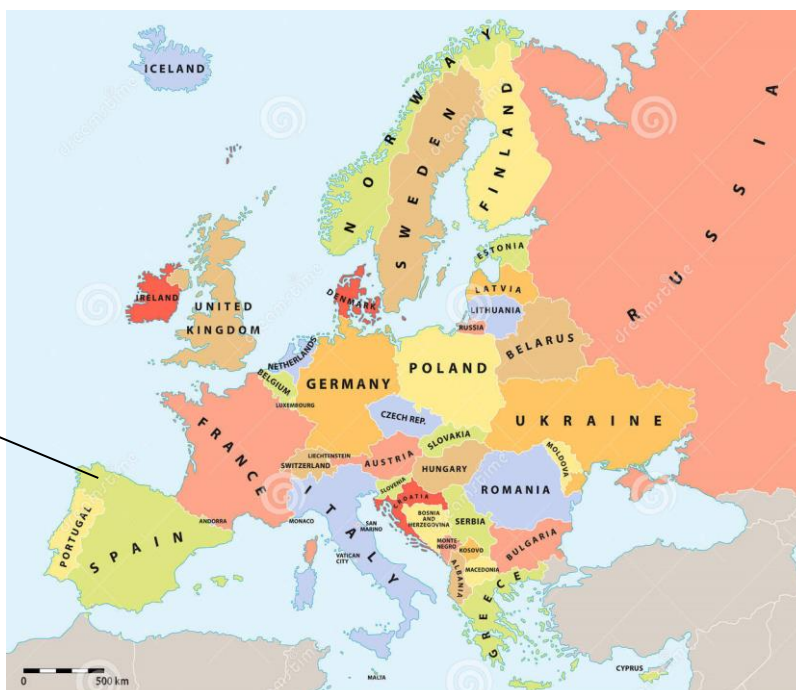 ICELAND
NORWAY
SWEDEN
FINLAND
RUSSIA
ESTONIA
LATVIA
LITHUANIA
RUSSIA
BELARUS
IRELAND
UNITED
KINGDOM
DENMARK
NETHERLANDS
BELGIUM
LUXEMBOURG
GERMANY
POLAND
CZECH REP.
SLOVAKIA
UKRAINE
MOLDOVA
FRANCE
LIECHTENSTEIN
SWITZERLAND
AUSTRIA
HUNGARY
ROMANIA
SLOVENIA
CROATIA
BOSNIA
AND
HERZEGOVINA
SERBIA
MONTE-
NEGRO
KOSOVO
BULGARIA
MACEDONIA
ALBANIA
GREECE
ITALY
MONACO
SAN
MARINO
VATICAN
CITY
ANDORRA
SPAIN
PORTUGAL
MALTA
CYPRUS
0 500 km
dreamstime